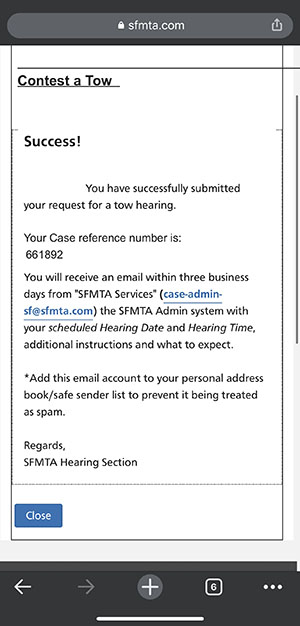 sfmta.com
Contest a Tow
Success!
You have successfully submitted
your request for a tow hearing.
Your Case reference number is:
661892
You will receive an email within three business
days from "SFMTA Services" (case-admin-
sf@sfmta.com) the SFMTA Admin system with
your scheduled Hearing Date and Hearing Time,
additional instructions and what to expect.
*Add this email account to your personal address
book/safe sender list to prevent it being treated
as spam.
Regards,
SFMTA Hearing Section
Close
6